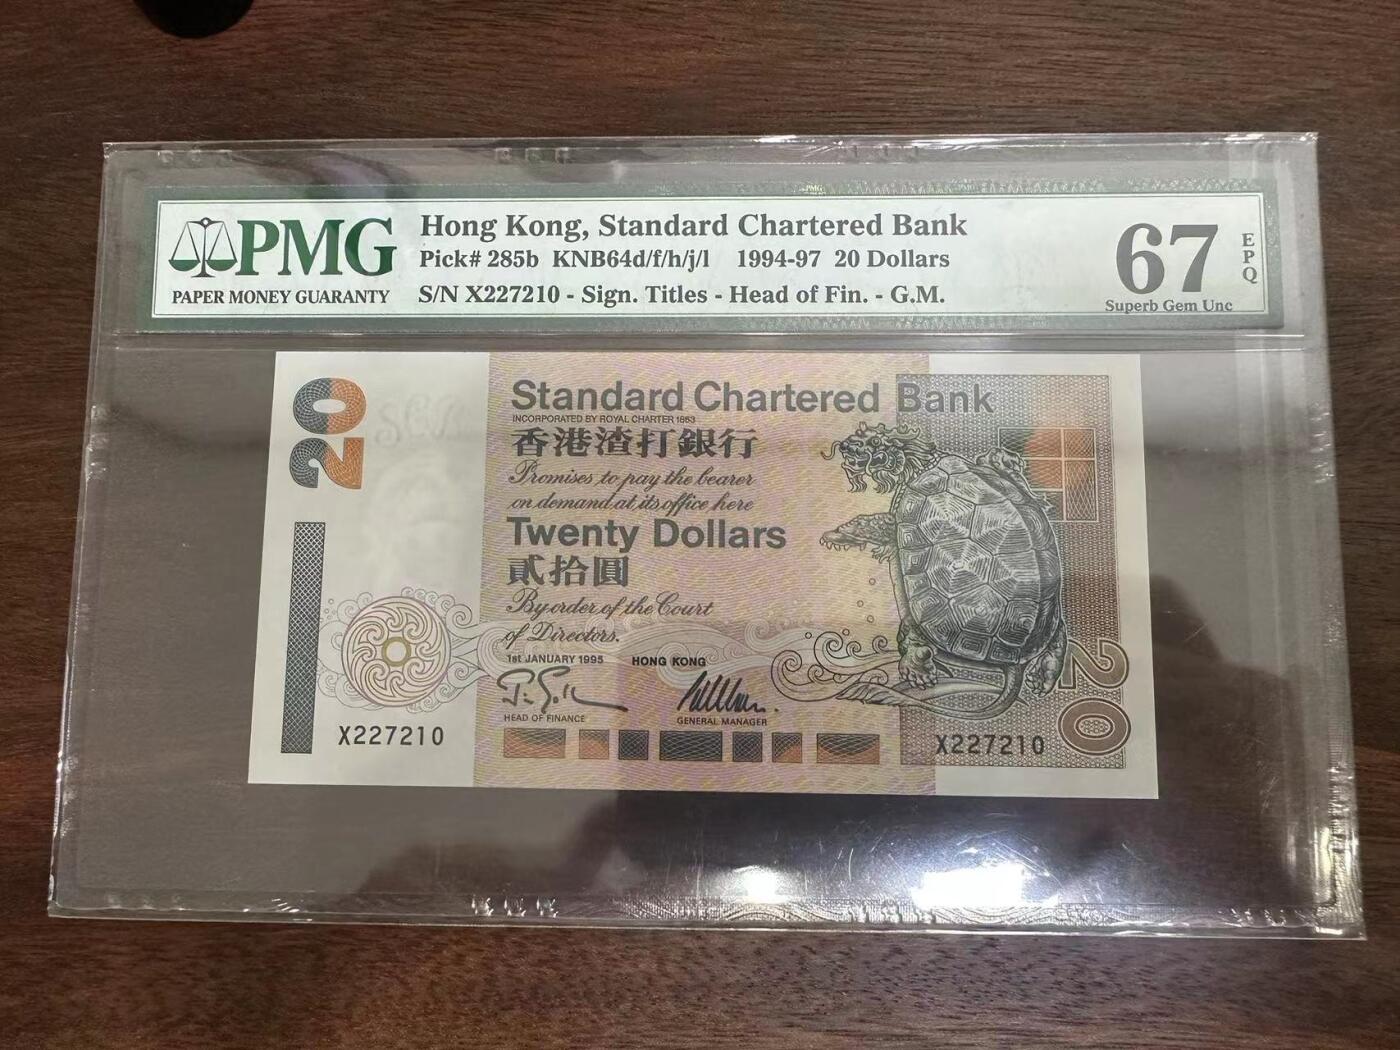 PMG
PAPER MONEY GUARANTY
Hong Kong, Standard Chartered Bank
Pick# 285b KNB64d/f/h/j/l 1994-97 20 Dollars
S/N X227210 - Sign. Titles - Head of Fin. - G.M.
67
EPQ
Superb Gem Unc
20
Standard Chartered Bank
INCORPORATED BY ROYAL CHARTER 1853
香港渣打銀行
Promises to pay the bearer
on demand at its office here
Twenty Dollars
貳拾圓
By order of the Court
of Directors.
1st JANUARY 1995 HONG KONG
HEAD OF FINANCE
GENERAL MANAGER
X227210
X227210
20